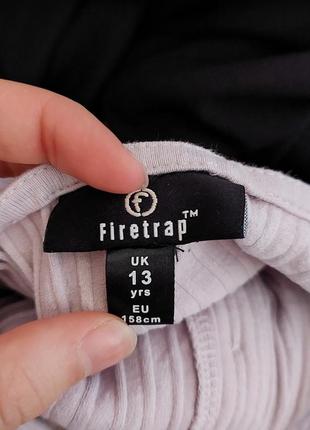 Firetrap™
UK
13
yrs
EU
158cm